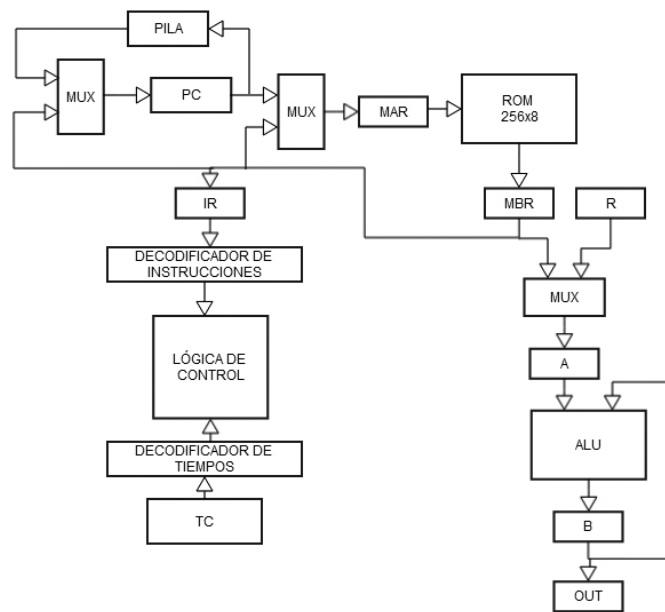 PILA
MUX
PC
MUX
MAR
ROM
256x8
IR
MBR
R
DECODIFICADOR DE
INSTRUCCIONES
MUX
LÓGICA DE
CONTROL
A
ALU
DECODIFICADOR DE
TIEMPOS
TC
B
OUT